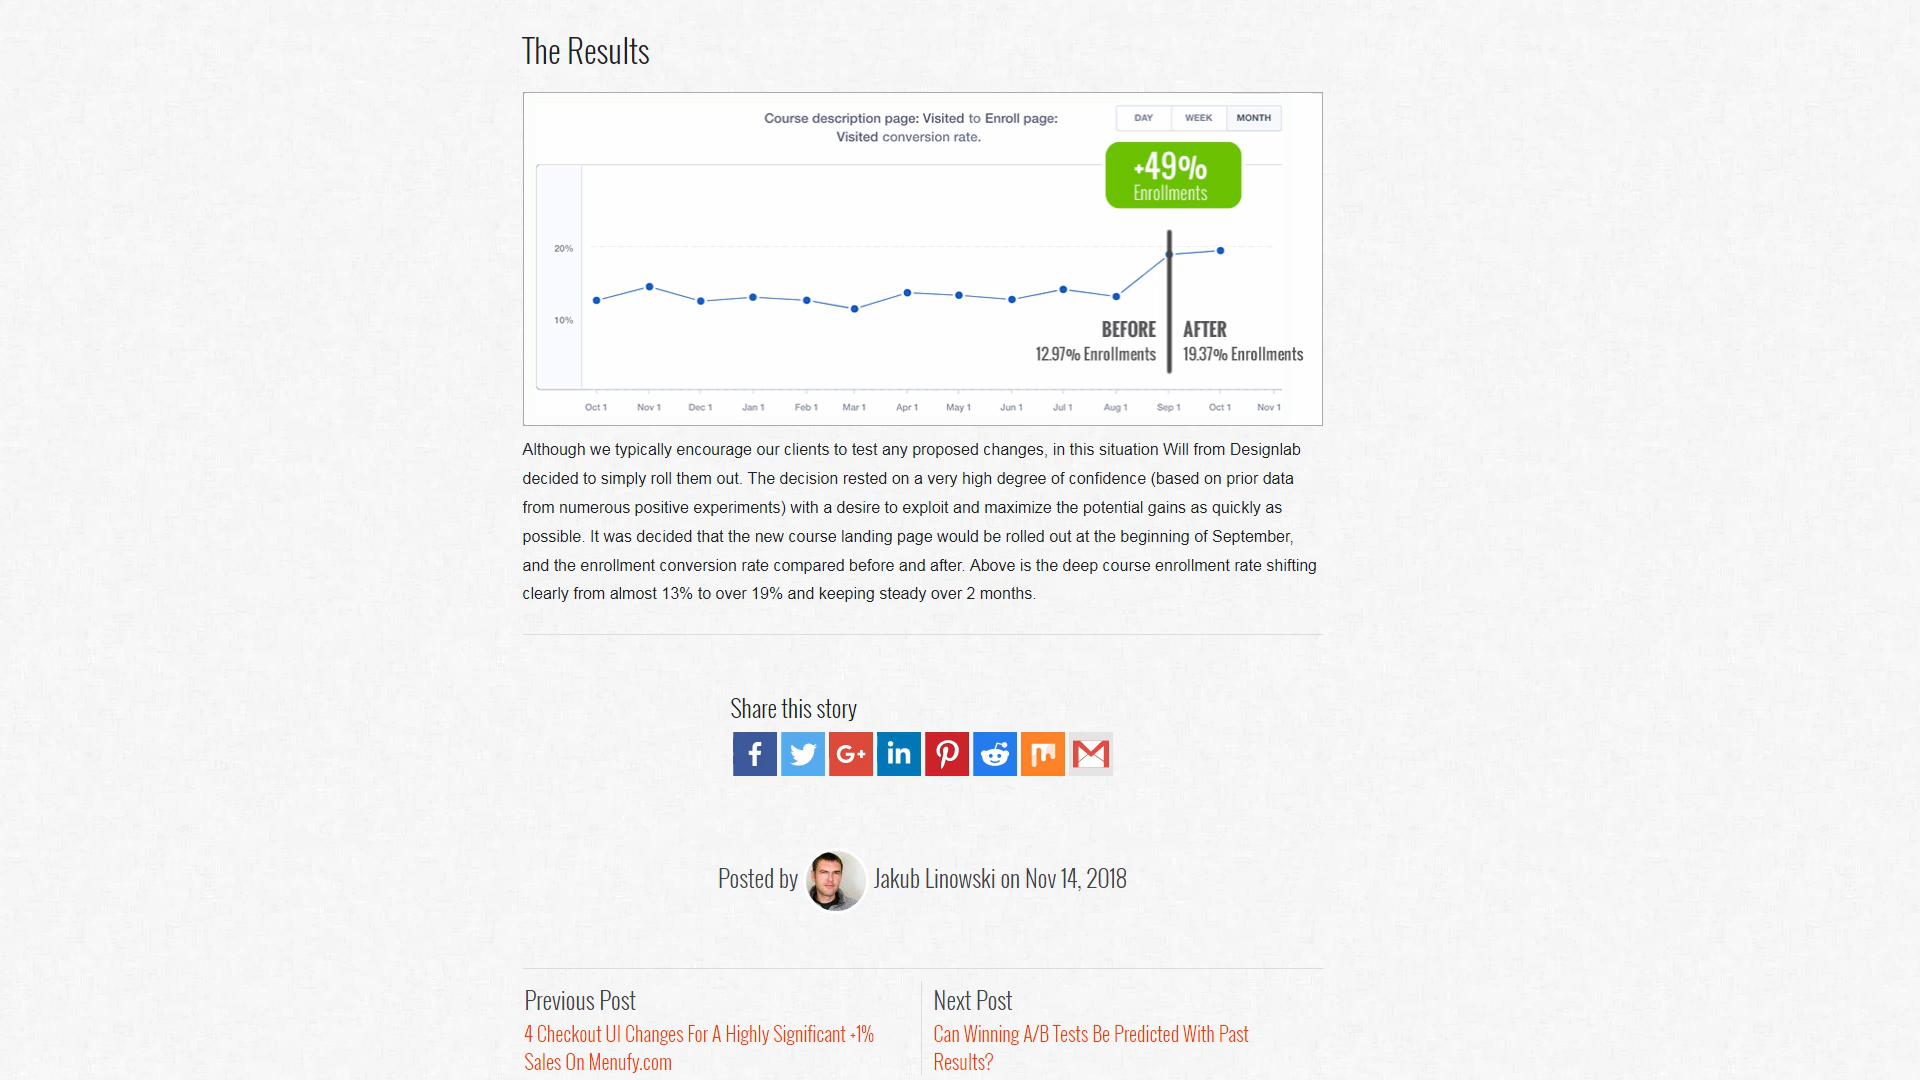 The Results
Course description page: Visited to Enroll page:
Visited conversion rate.
DAY WEEK MONTH
+49%
Enrollments
20%
10%
BEFORE
12.97% Enrollments
AFTER
19.37% Enrollments
Oct 1 Nov 1 Dec 1 Jan 1 Feb 1 Mar 1 Apr 1 May 1 Jun 1 Jul 1 Aug 1 Sep 1 Oct 1 Nov 1
Although we typically encourage our clients to test any proposed changes, in this situation Will from Designlab
decided to simply roll them out. The decision rested on a very high degree of confidence (based on prior data
from numerous positive experiments) with a desire to exploit and maximize the potential gains as quickly as
possible. It was decided that the new course landing page would be rolled out at the beginning of September,
and the enrollment conversion rate compared before and after. Above is the deep course enrollment rate shifting
clearly from almost 13% to over 19% and keeping steady over 2 months.
Share this story
Posted by Jakub Linowski on Nov 14, 2018
Previous Post
4 Checkout UI Changes For A Highly Significant +1%
Sales On Menufy.com
Next Post
Can Winning A/B Tests Be Predicted With Past
Results?